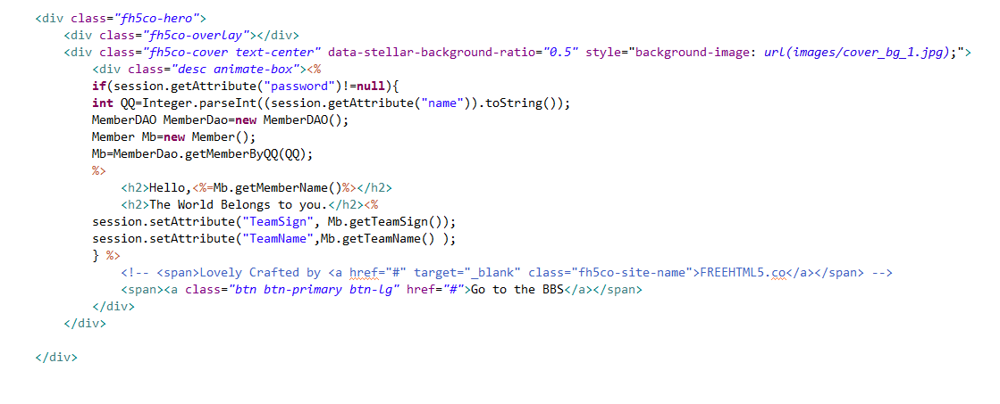 <div class="fh5co-hero">
<div class="fh5co-overlay"></div>
<div class="fh5co-cover text-center" data-stellar-background-ratio="0.5" style="background-image: url(images/cover_bg_1.jpg);">
<div class="desc animate-box"><%
if(session.getAttribute("password")!=null){
int QQ=Integer.parseInt((session.getAttribute("name")).toString());
MemberDAO MemberDao=new MemberDAO();
Member Mb=new Member();
Mb=MemberDao.getMemberByQQ(QQ);
%>
<h2>Hello,<%=Mb.getMemberName()%></h2>
<h2>The World Belongs to you.</h2><%
session.setAttribute("TeamSign", Mb.getTeamSign());
session.setAttribute("TeamName",Mb.getTeamName() );
} %>
<!-- <span>Lovely Crafted by <a href="#" target="_blank" class="fh5co-site-name">FREEHTML5.co</a></span> -->
<span><a class="btn btn-primary btn-lg" href="#">Go to the BBS</a></span>
</div>
</div>
</div>